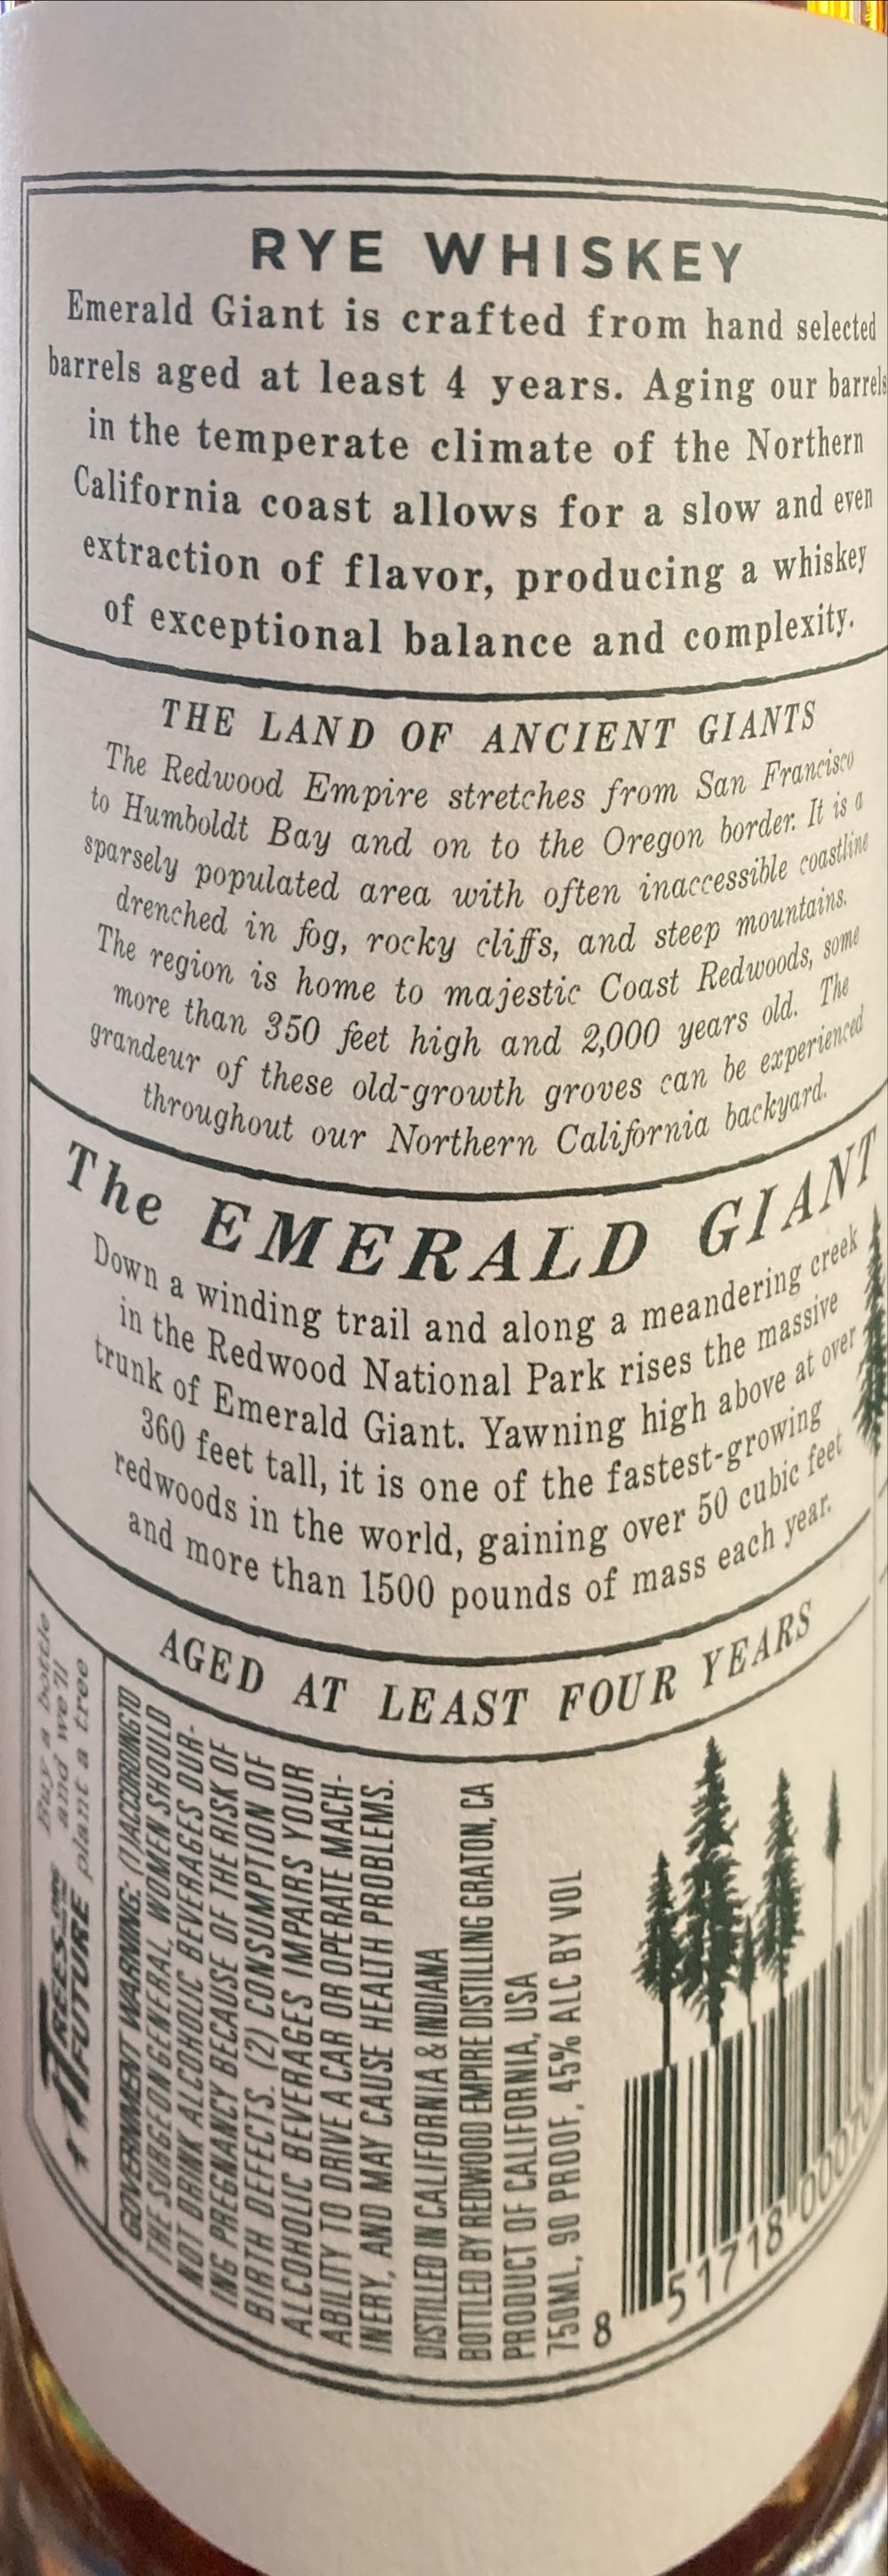 RYE WHISKEY
Emerald Giant is crafted from hand selected
barrels aged at least 4 years. Aging our barrels
in the temperate climate of the Northern
California coast allows for a slow and even
extraction of flavor, producing a whiskey
of exceptional balance and complexity.
THE LAND OF ANCIENT GIANTS
The Redwood Empire stretches from San Francisco
to Humboldt Bay and on to the Oregon border. It is a
sparsely populated area with often inaccessible coastline
drenched in fog, rocky cliffs, and steep mountains.
The region is home to majestic Coast Redwoods, some
more than 350 feet high and 2,000 years old. The
grandeur of these old-growth groves can be experienced
throughout our Northern California backyard.
The EMERALD GIANT
Down a winding trail and along a meandering creek
in the Redwood National Park rises the massive
trunk of Emerald Giant. Yawning high above at over
360 feet tall, it is one of the fastest-growing
redwoods in the world, gaining over 50 cubic feet
and more than 1500 pounds of mass each year.
AGED AT LEAST FOUR YEARS
Buy a bottle
and we'll
plant a tree
TREES FOR THE
FUTURE
GOVERNMENT WARNING: (1) ACCORDING TO
THE SURGEON GENERAL, WOMEN SHOULD
NOT DRINK ALCOHOLIC BEVERAGES DUR-
ING PREGNANCY BECAUSE OF THE RISK OF
BIRTH DEFECTS. (2) CONSUMPTION OF
ALCOHOLIC BEVERAGES IMPAIRS YOUR
ABILITY TO DRIVE A CAR OR OPERATE MACH-
INERY, AND MAY CAUSE HEALTH PROBLEMS.
DISTILLED IN CALIFORNIA & INDIANA
BOTTLED BY REDWOOD EMPIRE DISTILLING GRATON, CA
PRODUCT OF CALIFORNIA, USA
750ML, 90 PROOF, 45% ALC BY VOL
8 51718 000